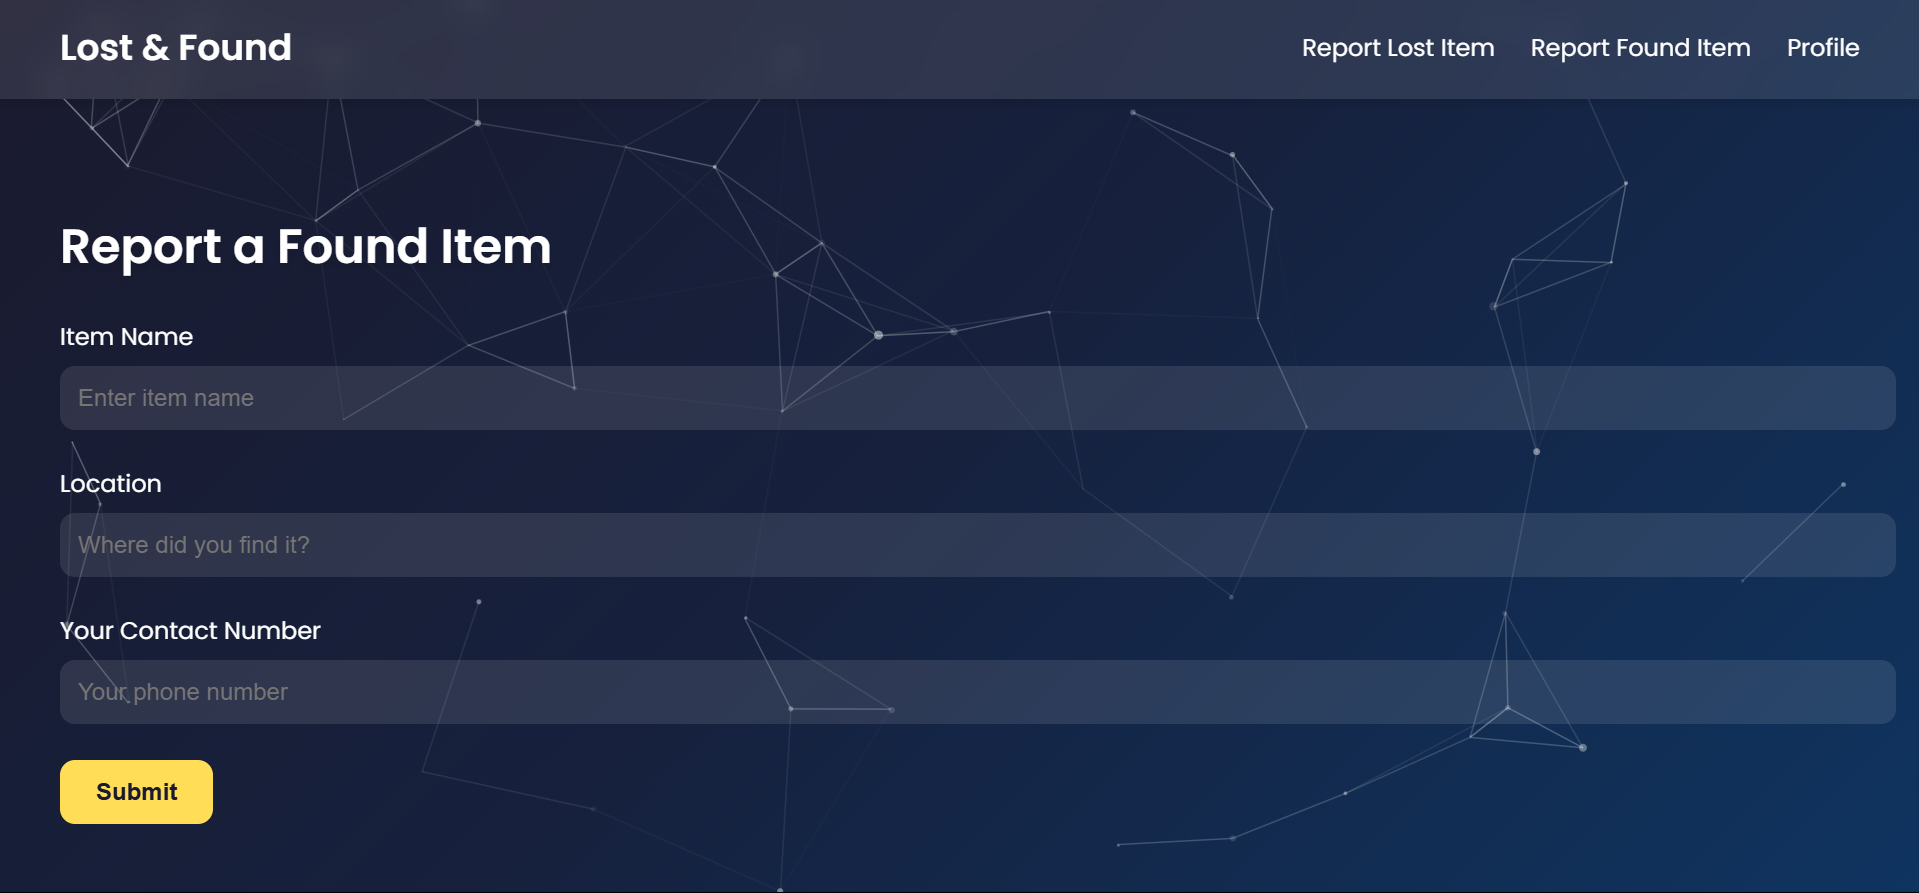 Lost & Found
Report Lost Item
Report Found Item
Profile
Report a Found Item
Item Name
Enter item name
Location
Where did you find it?
Your Contact Number
Your phone number
Submit